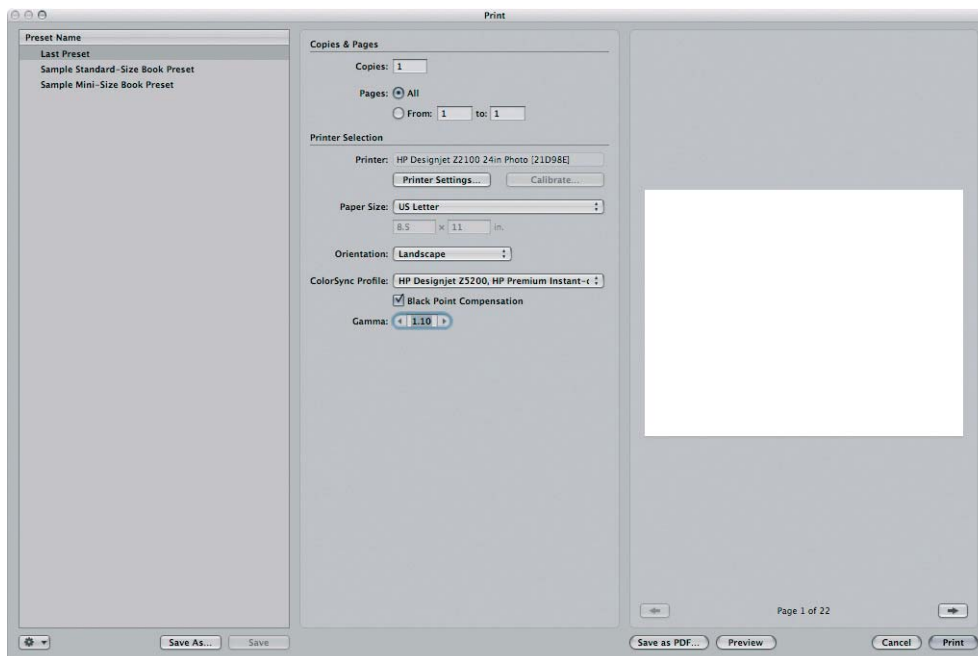 Print
Preset Name
Last Preset
Sample Standard-Size Book Preset
Sample Mini-Size Book Preset
Copies & Pages
Copies: 1
Pages: All
From: 1 to: 1
Printer Selection
Printer: HP Designjet Z2100 24in Photo [21D98E]
Printer Settings... Calibrate...
Paper Size: US Letter
8.5 x 11 in.
Orientation: Landscape
ColorSync Profile: HP Designjet Z5200, HP Premium Instant-
Black Point Compensation
Gamma: 1.10
Page 1 of 22
Save As... Save
Save as PDF... Preview Cancel Print